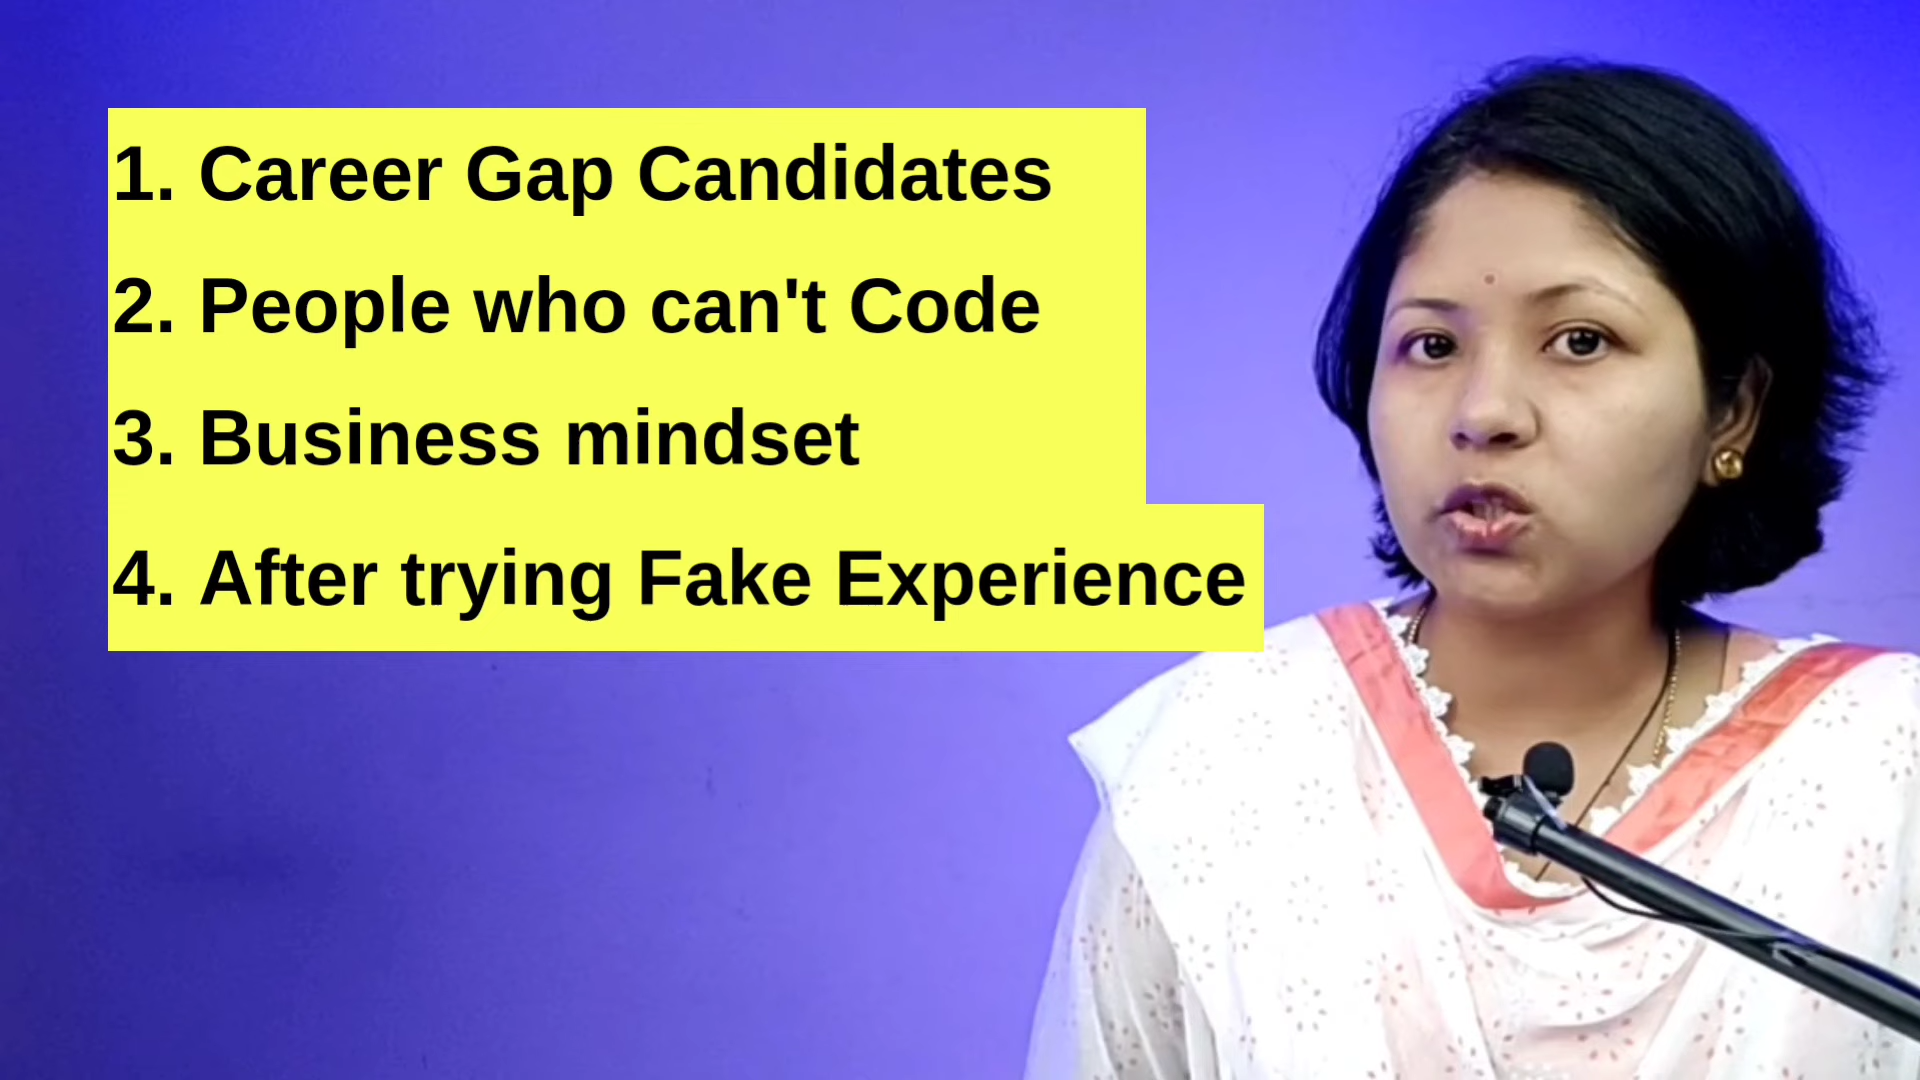 1. Career Gap Candidates
2. People who can't Code
3. Business mindset
4. After trying Fake Experience